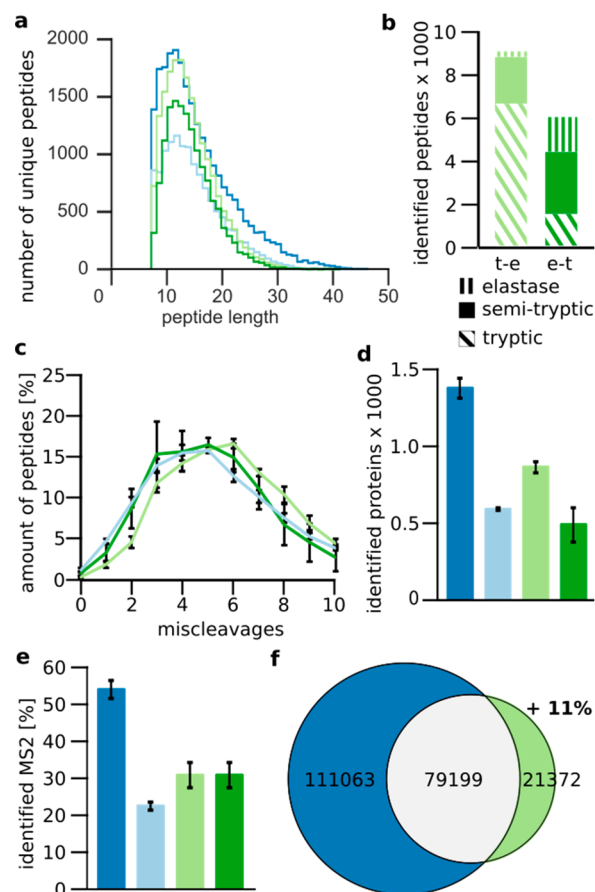 a
number of unique peptides
2000
1500
1000
500
0
0
10
20
30
40
50
peptide length
b
identified peptides x 1000
10
8
6
4
2
0
t-e
e-t
elastase
semi-tryptic
tryptic
c
amount of peptides [%]
25
20
15
10
5
0
0
2
4
6
8
10
miscleavages
d
identified proteins x 1000
1.5
1.0
0.5
0
e
identified MS2 [%]
60
50
40
30
20
10
0
f
+ 11%
111063
79199
21372